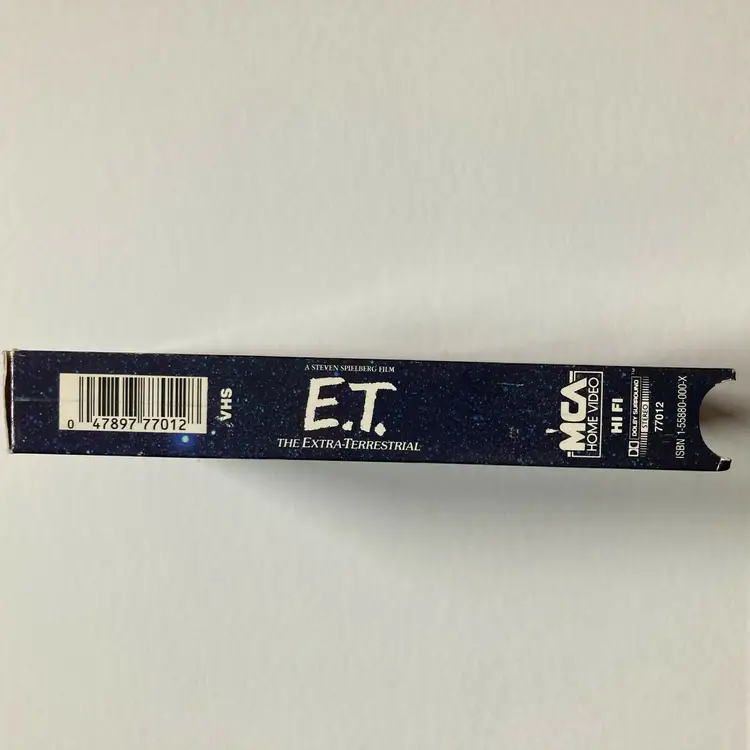 0 47897 77012
VHS
A STEVEN SPIELBERG FILM
E.T.
THE EXTRA-TERRESTRIAL
MCA
HOME VIDEO
HI FI
DOLBY SURROUND™
STEREO
77012
ISBN 1-55880-000-X